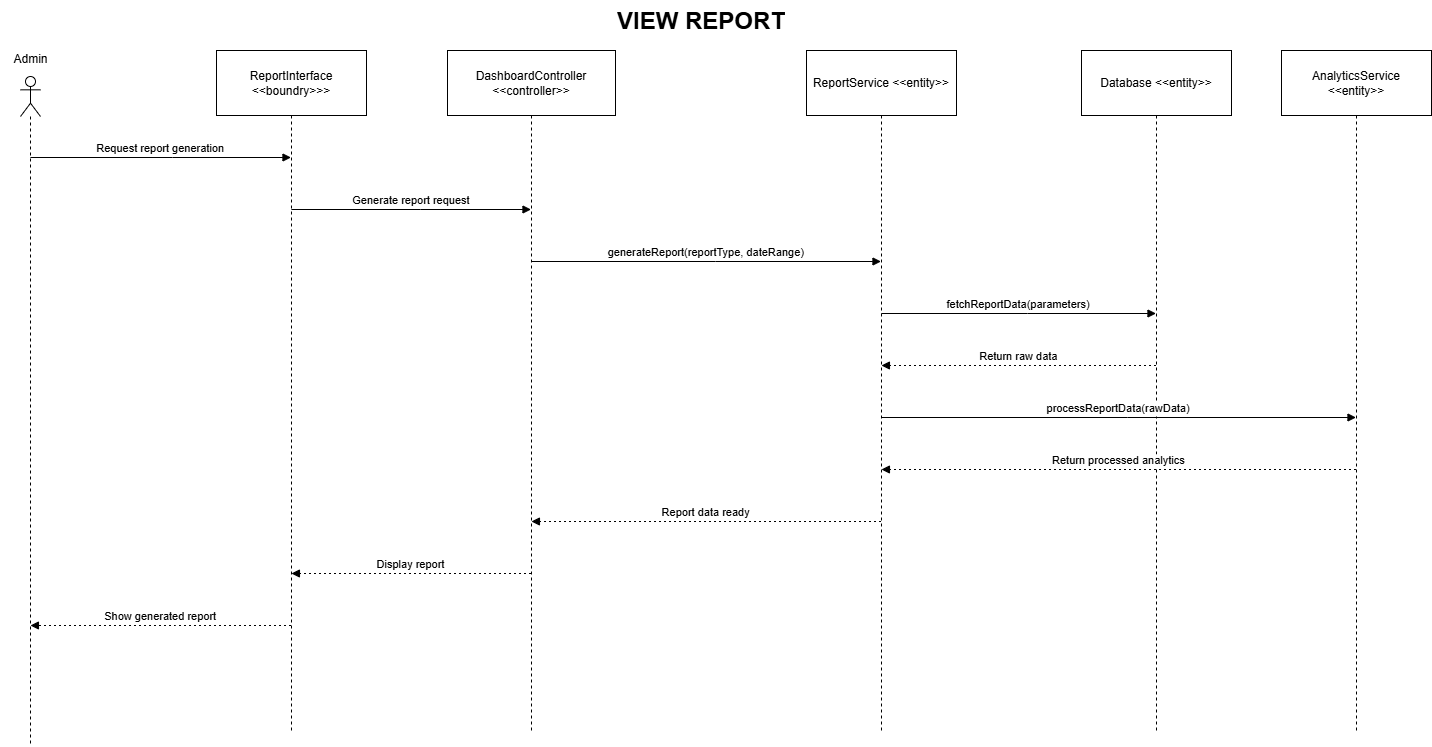 VIEW REPORT
Admin
ReportInterface
<<boundry>>>
DashboardController
<<controller>>
ReportService <<entity>>
Database <<entity>>
AnalyticsService
<<entity>>
Request report generation
Generate report request
generateReport(reportType, dateRange)
fetchReportData(parameters)
Return raw data
processReportData(rawData)
Return processed analytics
Report data ready
Display report
Show generated report